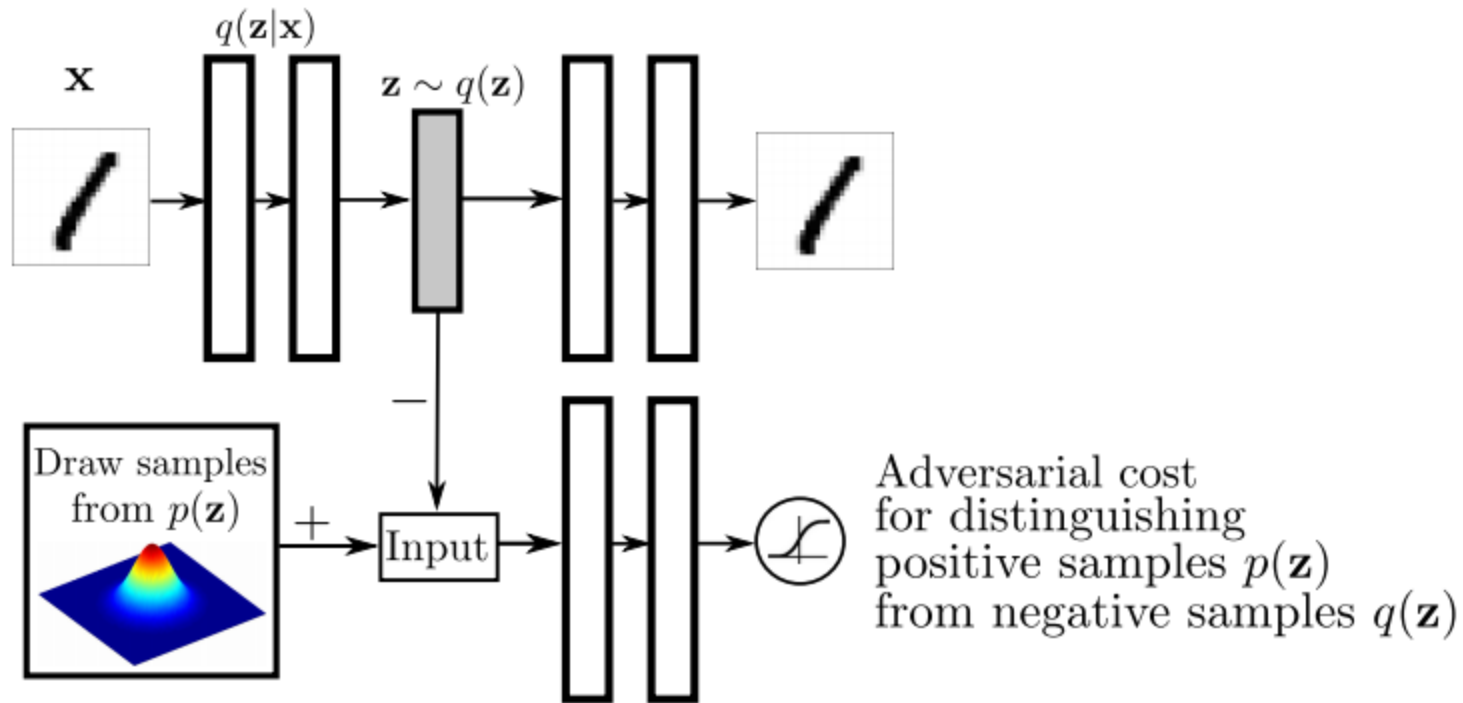 q(z|x)
x
z ∼ q(z)
−
Draw samples
from p(z)
+
Input
Adversarial cost
for distinguishing
positive samples p(z)
from negative samples q(z)